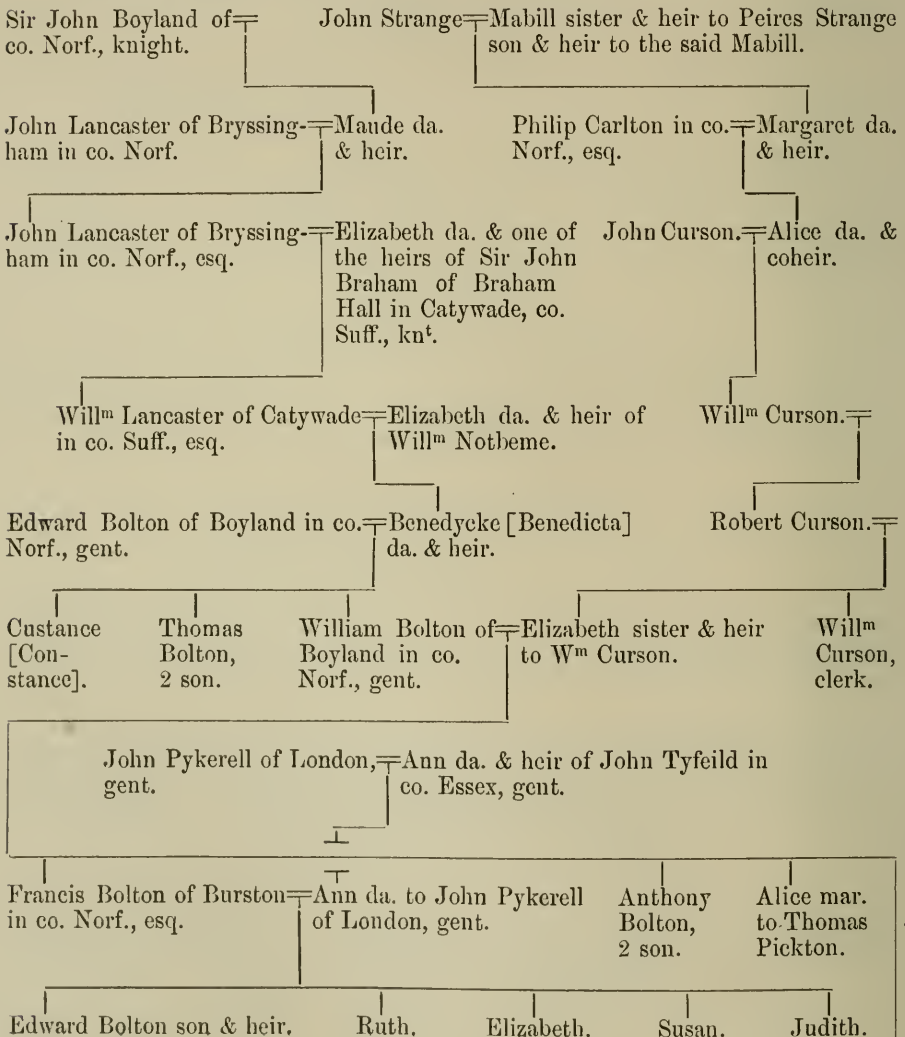 Sir John Boyland of
co. Norf., knight.
John Strange
Mabill sister & heir to Peires Strange
son & heir to the said Mabill.
John Lancaster of Bryssing-
ham in co. Norf.
Maude da.
& heir.
Philip Carlton in co.
Norf., esq.
Margaret da.
& heir.
John Lancaster of Bryssing-
ham in co. Norf., esq.
Elizabeth da. & one of
the heirs of Sir John
Braham of Braham
Hall in Catywade, co.
Suff., knᵗ.
John Curson.
Alice da. &
coheir.
Willᵐ Lancaster of Catywade
in co. Suff., esq.
Elizabeth da. & heir of
Willᵐ Notbeme.
Willᵐ Curson.
Edward Bolton of Boyland in co.
Norf., gent.
Benedycke [Benedicta]
da. & heir.
Robert Curson.
Custance
[Con-
stance].
Thomas
Bolton,
2 son.
William Bolton of
Boyland in co.
Norf., gent.
Elizabeth sister & heir
to Wᵐ Curson.
Willᵐ
Curson,
clerk.
John Pykerell of London,
gent.
Ann da. & heir of John Tyfeild in
co. Essex, gent.
Francis Bolton of Burston
in co. Norf., esq.
Ann da. to John Pykerell
of London, gent.
Anthony
Bolton,
2 son.
Alice mar.
to Thomas
Pickton.
Edward Bolton son & heir.
Ruth.
Elizabeth.
Susan.
Judith.